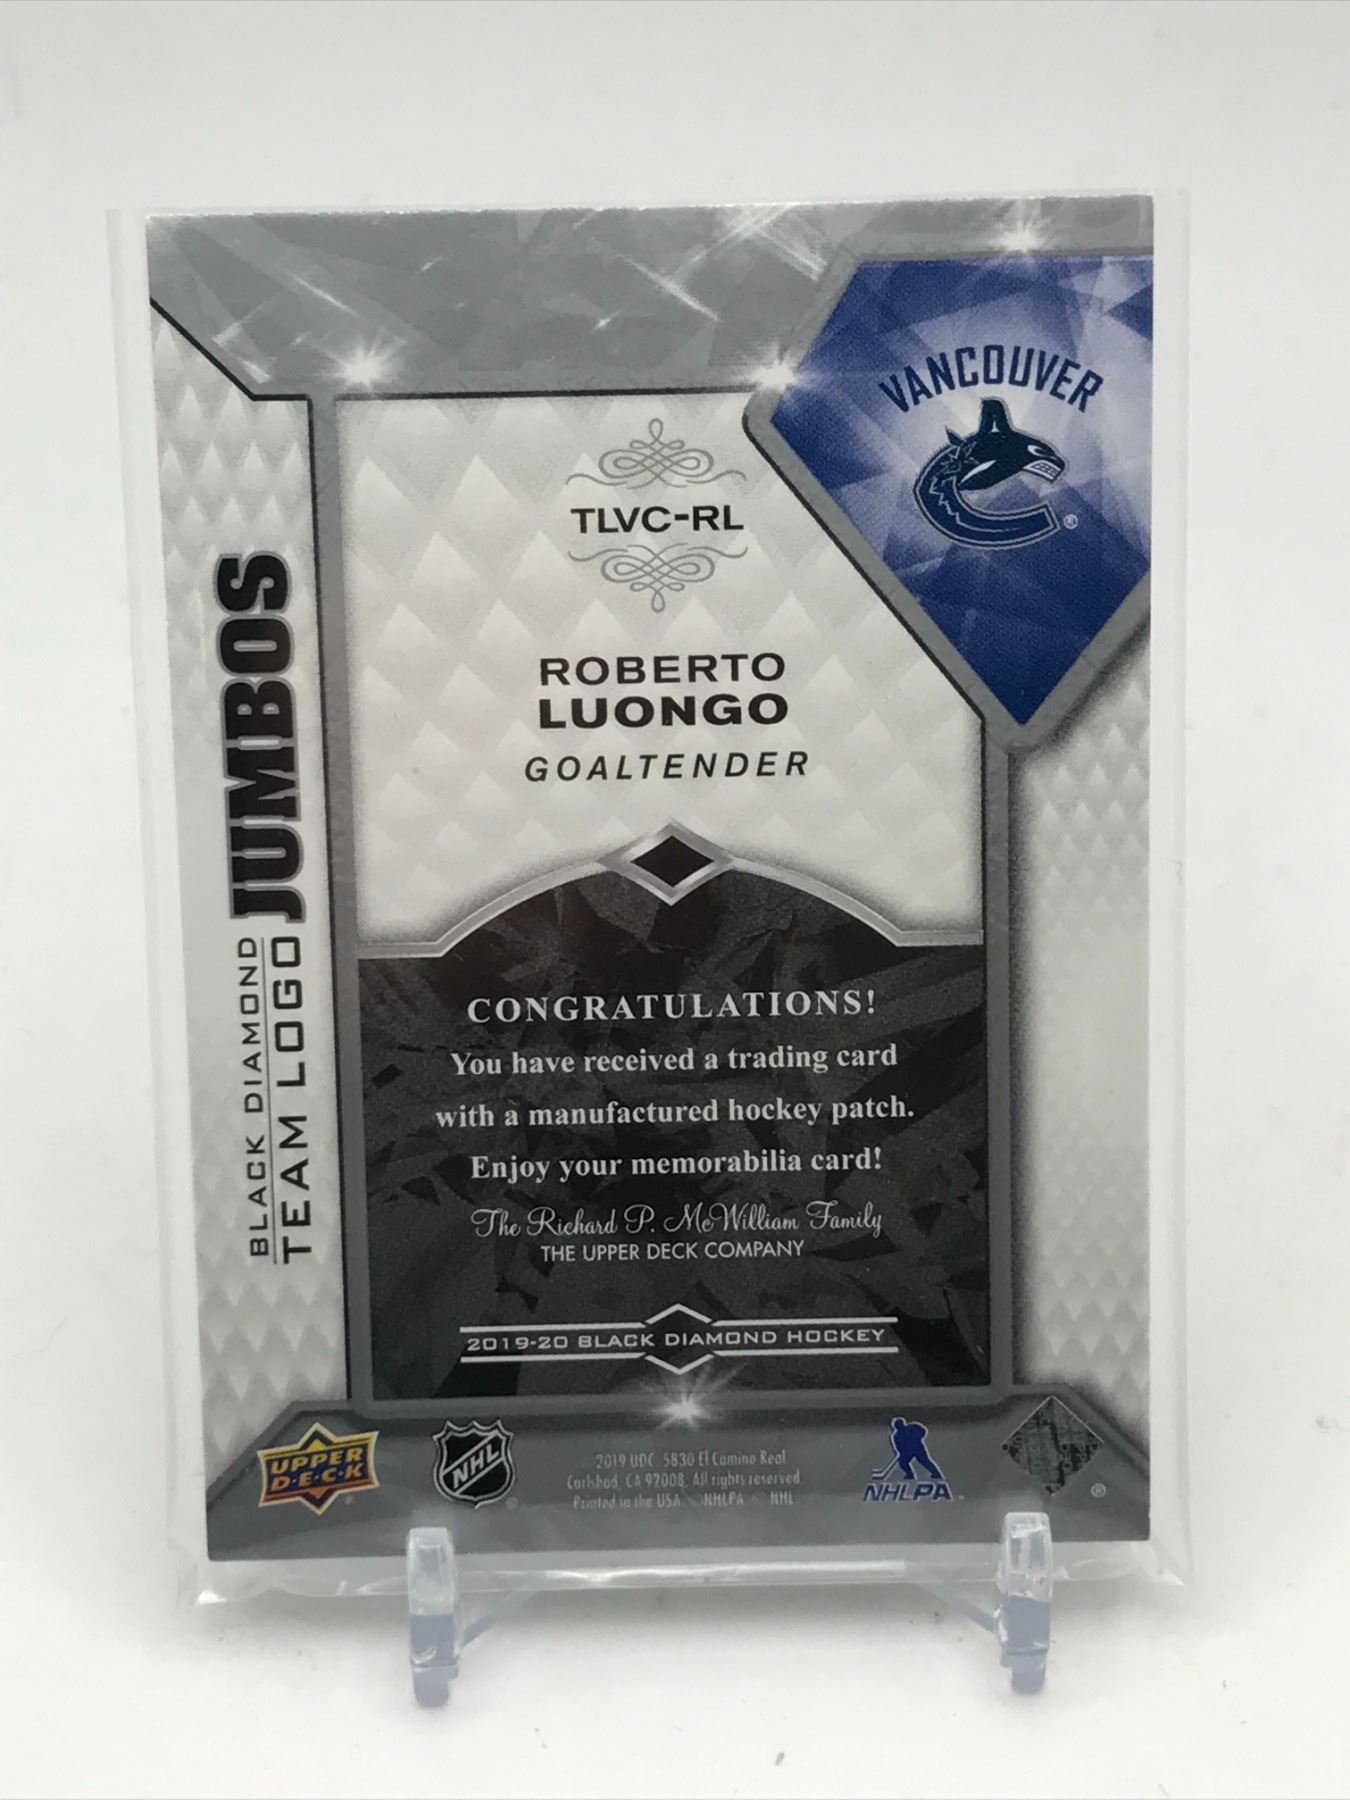 VANCOUVER
®
TLVC-RL
ROBERTO
LUONGO
GOALTENDER
BLACK DIAMOND
TEAM LOGO JUMBOS
CONGRATULATIONS!
You have received a trading card
with a manufactured hockey patch.
Enjoy your memorabilia card!
The Richard P. McWilliam Family
THE UPPER DECK COMPANY
2019-20 BLACK DIAMOND HOCKEY
UPPER
D·E·C·K
NHL
2019 UDC. 5830 El Camino Real
Carlsbad, CA 92008. All rights reserved.
Printed in the USA. NHLPA NHL
NHLPA
®